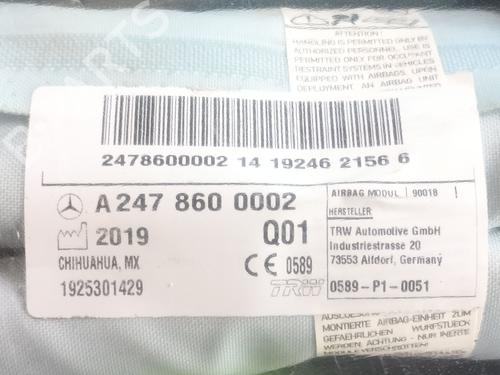 ATTENTION!
HANDLING IS PERMITTED ONLY BY
AUTHORIZED PERSONNEL. USE IS
PERMITTED ONLY FOR OCCUPANT
RESTRAINT SYSTEMS IN VEHICLES
EQUIPPED WITH AIRBAGS. UPON
DEPLOYMENT AN AIRBAG UNIT
2478600002 14 19246 2156 6
A 247 860 0002
2019
Q01
CHIHUAHUA, MX
0589
1925301429
TRW
AIRBAG MODUL 90018 !
HERSTELLER
TRW Automotive GmbH
Industriestrasse 20
73553 Alfdorf, Germany
0589-P1-0051
MONTIERTE AIRBAG-EINHEIT ZUM
GEFAEHRLICHEN WURFSTUECK
WERDEN, ACHTUNG - NUR INERTE